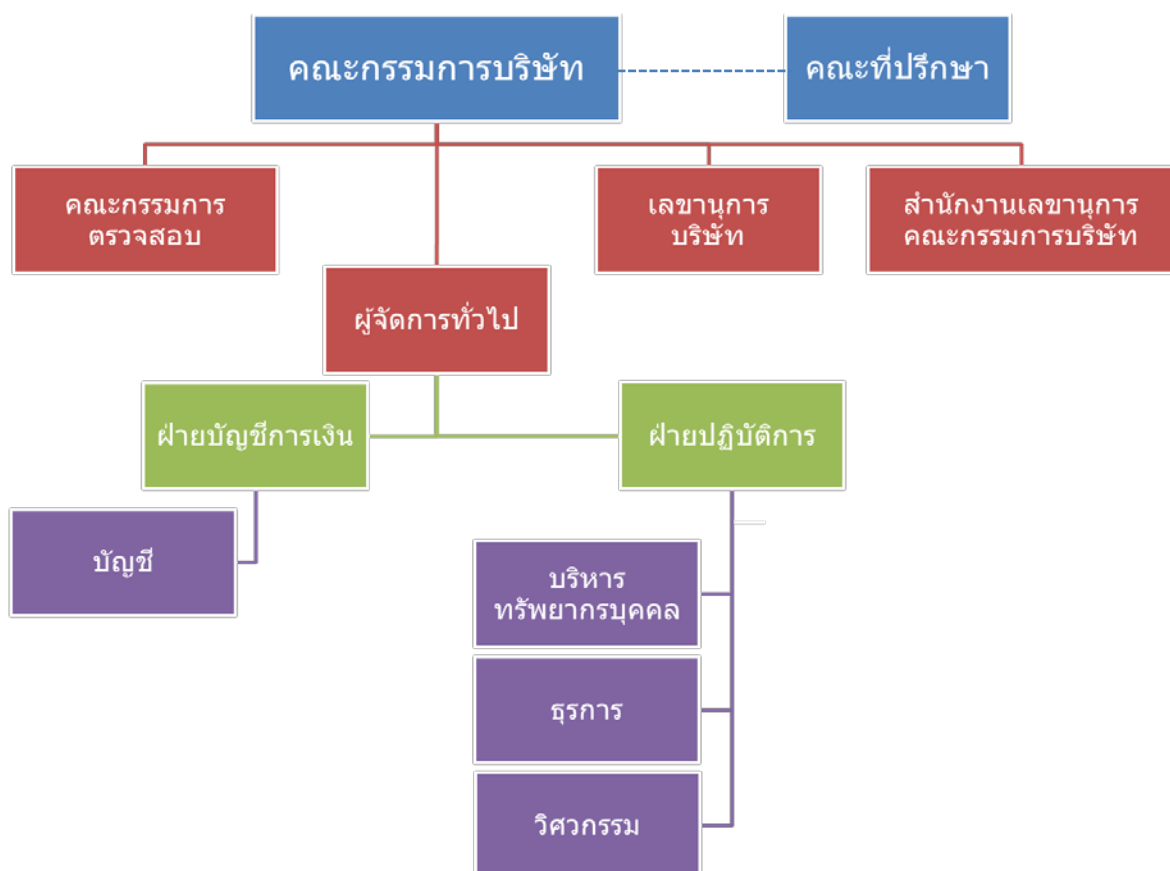 คณะกรรมการบริษัท
คณะที่ปรึกษา
คณะกรรมการ
ตรวจสอบ
เลขานุการ
บริษัท
สำนักงานเลขานุการ
คณะกรรมการบริษัท
ผู้จัดการทั่วไป
ฝ่ายบัญชีการเงิน
ฝ่ายปฏิบัติการ
บัญชี
บริหาร
ทรัพยากรบุคคล
ธุรการ
วิศวกรรม